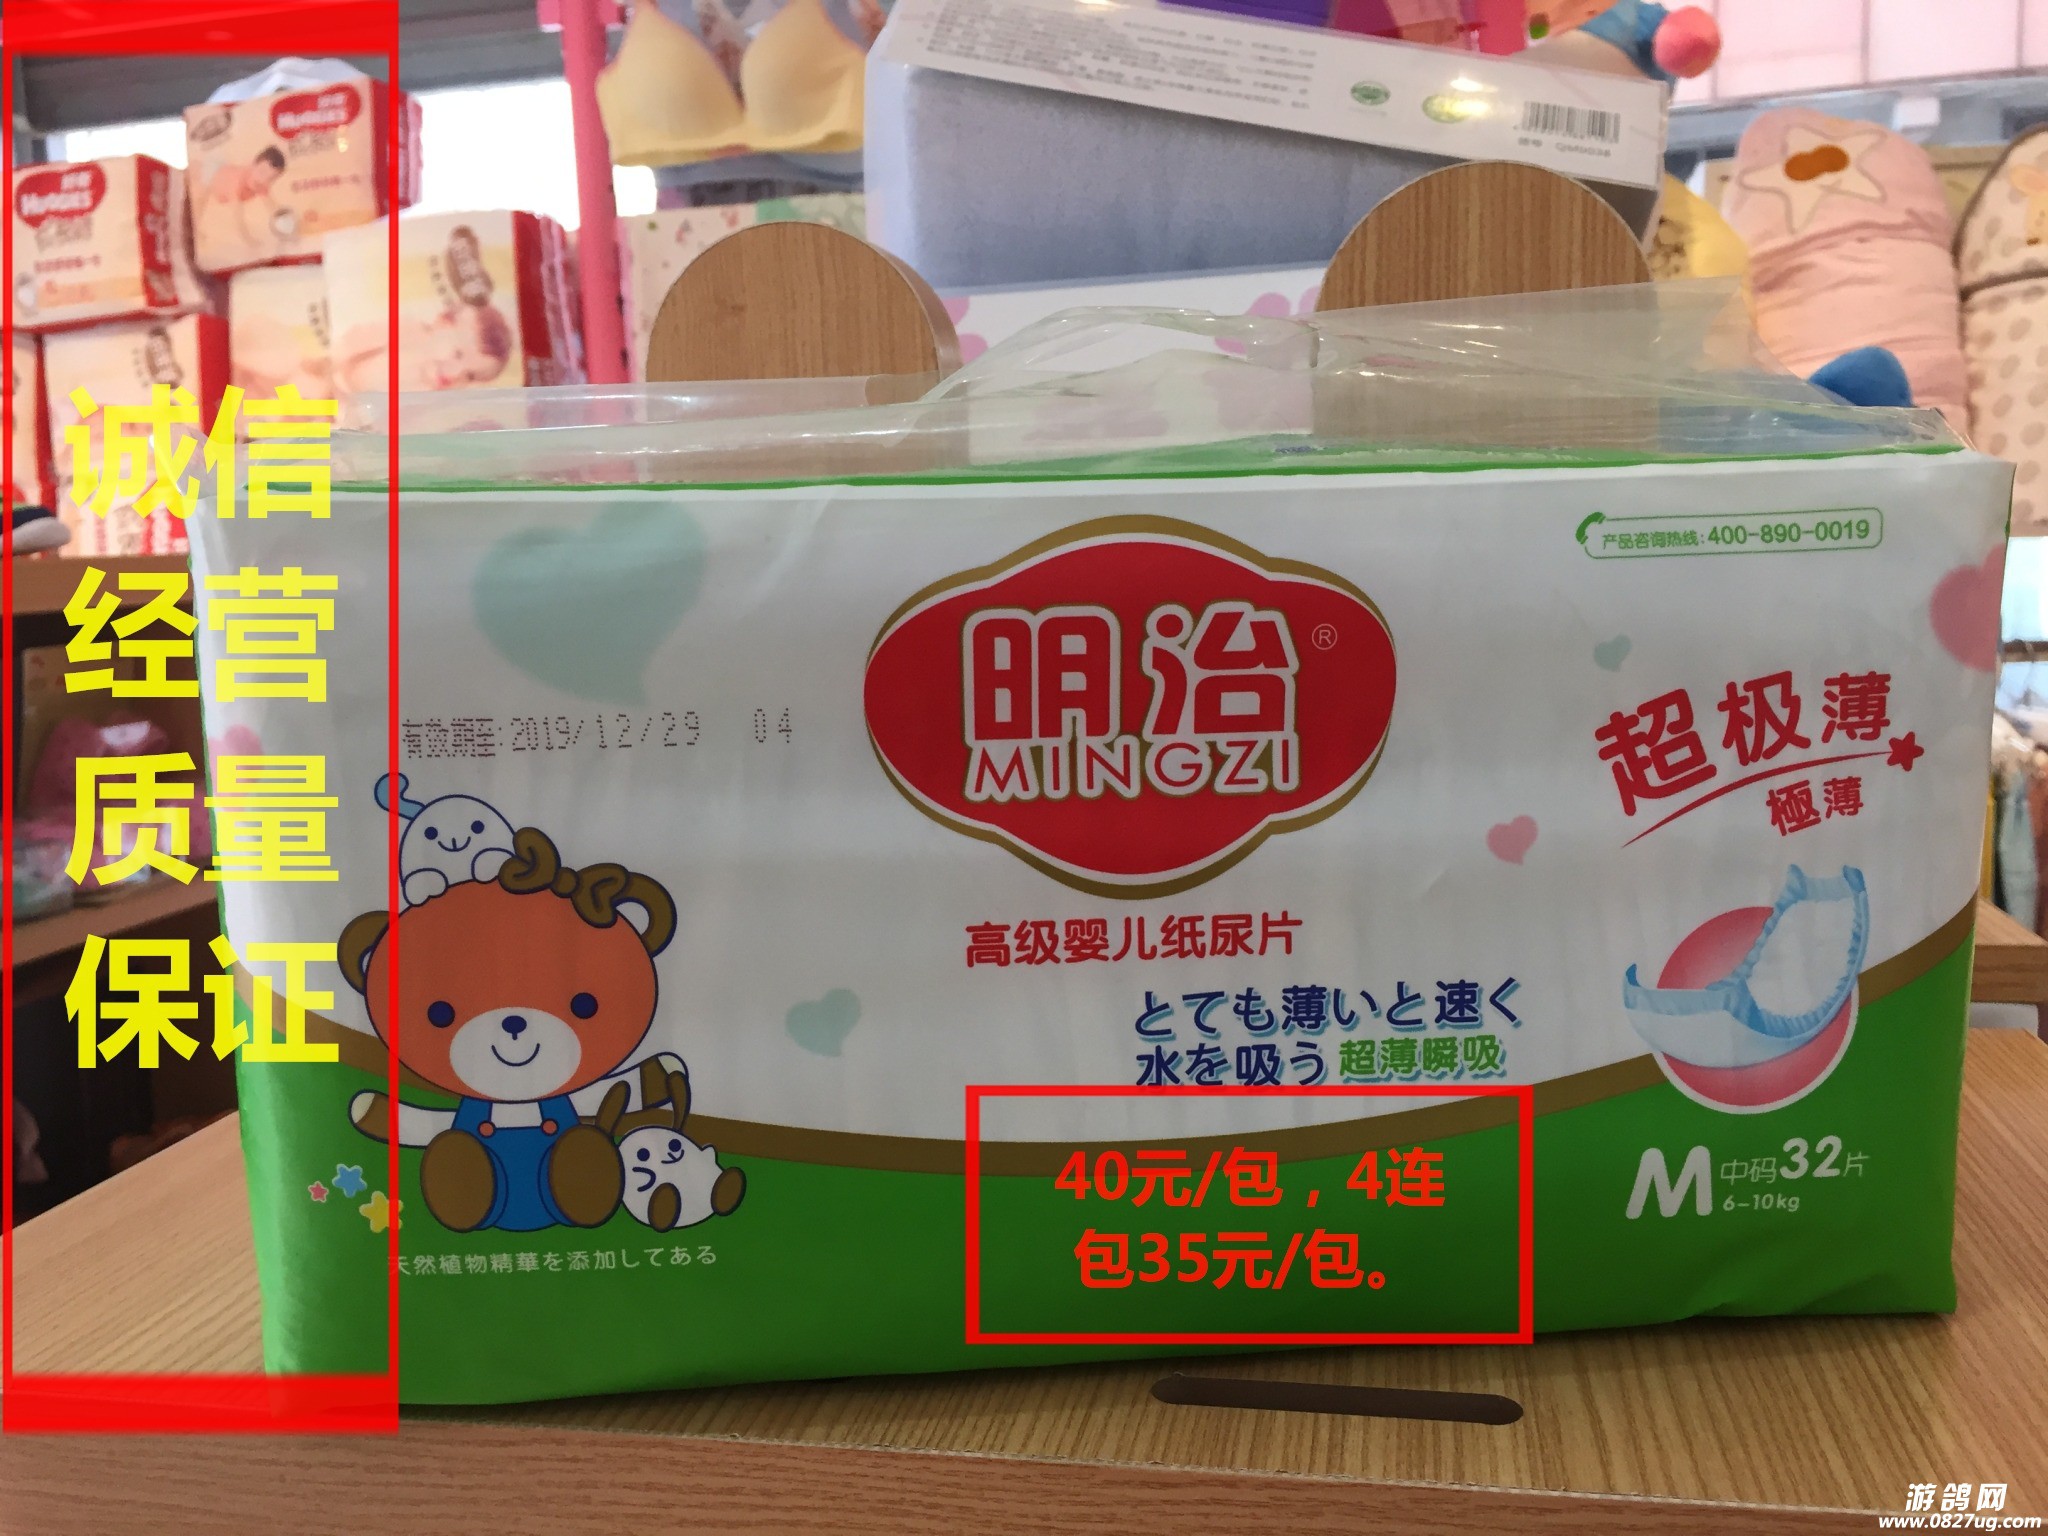 HUGGES
HUGGES
诚信
经营
质量
保证
产品咨询热线:400-890-0019
明治®
MINGZI
有效期至:2019/12/29 04
超极薄
極薄
高级婴儿纸尿片
とても薄いと速く
水を吸う 超薄瞬吸
40元/包，4连
包35元/包。
M 中码32片
6-10kg
天然植物精華を添加してある
游鸽网
www.0827ug.com